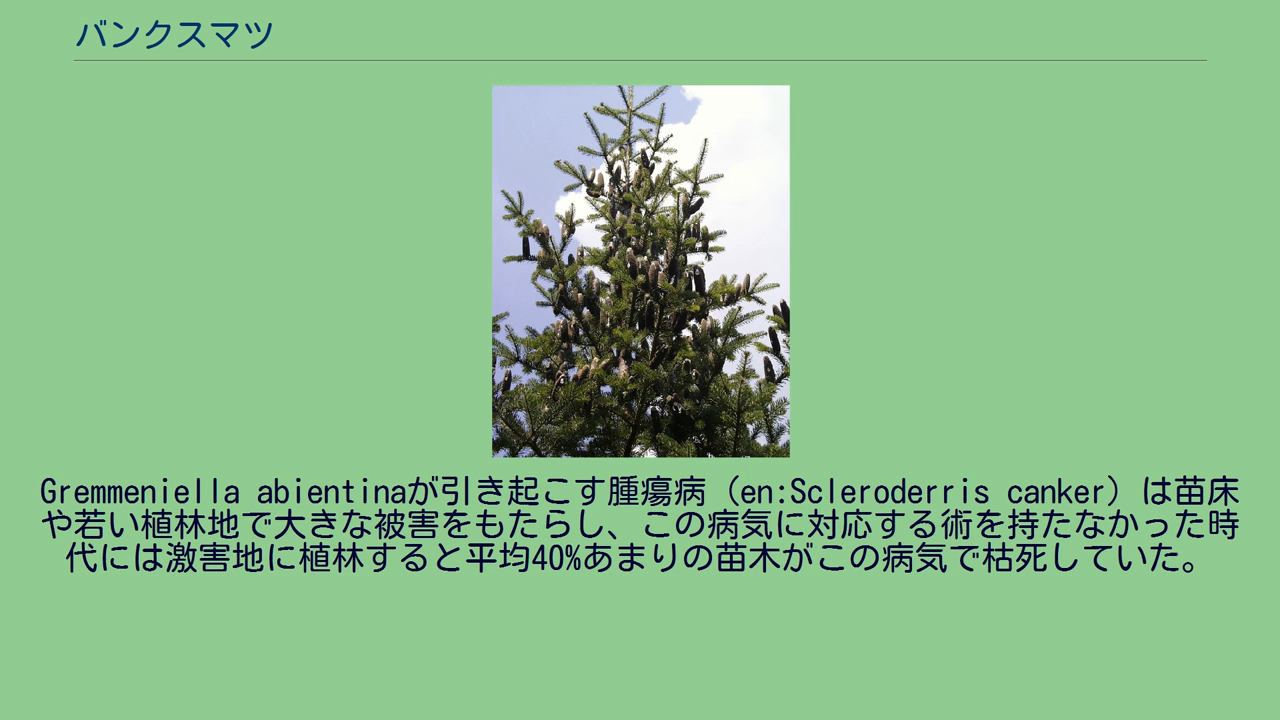 バンクスマツ
Gremmeniella abientinaが引き起こす腫瘍病（en:Scleroderris canker）は苗床
や若い植林地で大きな被害をもたらし、この病気に対応する術を持たなかった時
代には激害地に植林すると平均40%あまりの苗木がこの病気で枯死していた。